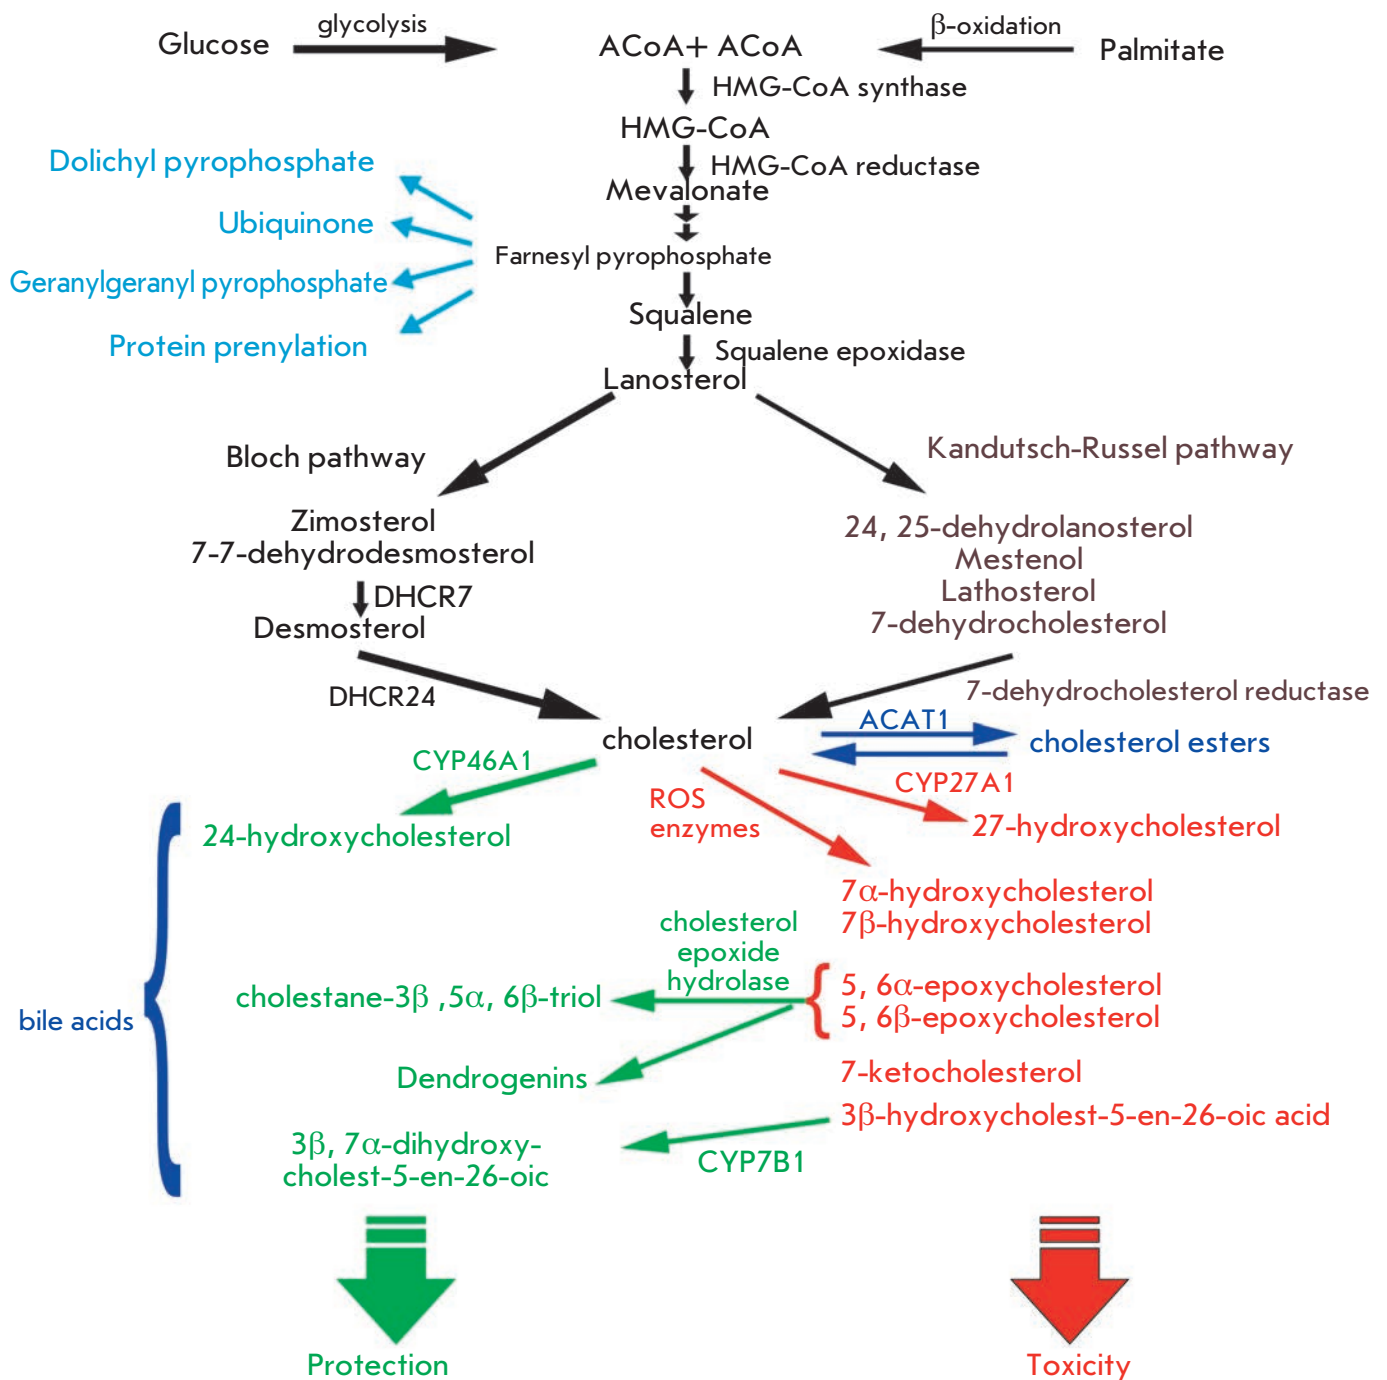 glycolysis
Glucose
ACoA+ ACoA
β-oxidation
Palmitate
HMG-CoA synthase
HMG-CoA
HMG-CoA reductase
Mevalonate
Dolichyl pyrophosphate
Ubiquinone
Geranylgeranyl pyrophosphate
Protein prenylation
Farnesyl pyrophosphate
Squalene
Squalene epoxidase
Lanosterol
Bloch pathway
Kandutsch-Russel pathway
Zimosterol
7-7-dehydrodesmosterol
DHCR7
Desmosterol
DHCR24
24, 25-dehydrolanosterol
Mestenol
Lathosterol
7-dehydrocholesterol
7-dehydrocholesterol reductase
cholesterol
ACAT1
cholesterol esters
CYP46A1
24-hydroxycholesterol
ROS
enzymes
CYP27A1
27-hydroxycholesterol
7α-hydroxycholesterol
7β-hydroxycholesterol
cholesterol
epoxide
hydrolase
5, 6α-epoxycholesterol
5, 6β-epoxycholesterol
cholestane-3β ,5α, 6β-triol
bile acids
Dendrogenins
7-ketocholesterol
3β-hydroxycholest-5-en-26-oic acid
3β, 7α-dihydroxy-
cholest-5-en-26-oic
CYP7B1
Protection
Toxicity